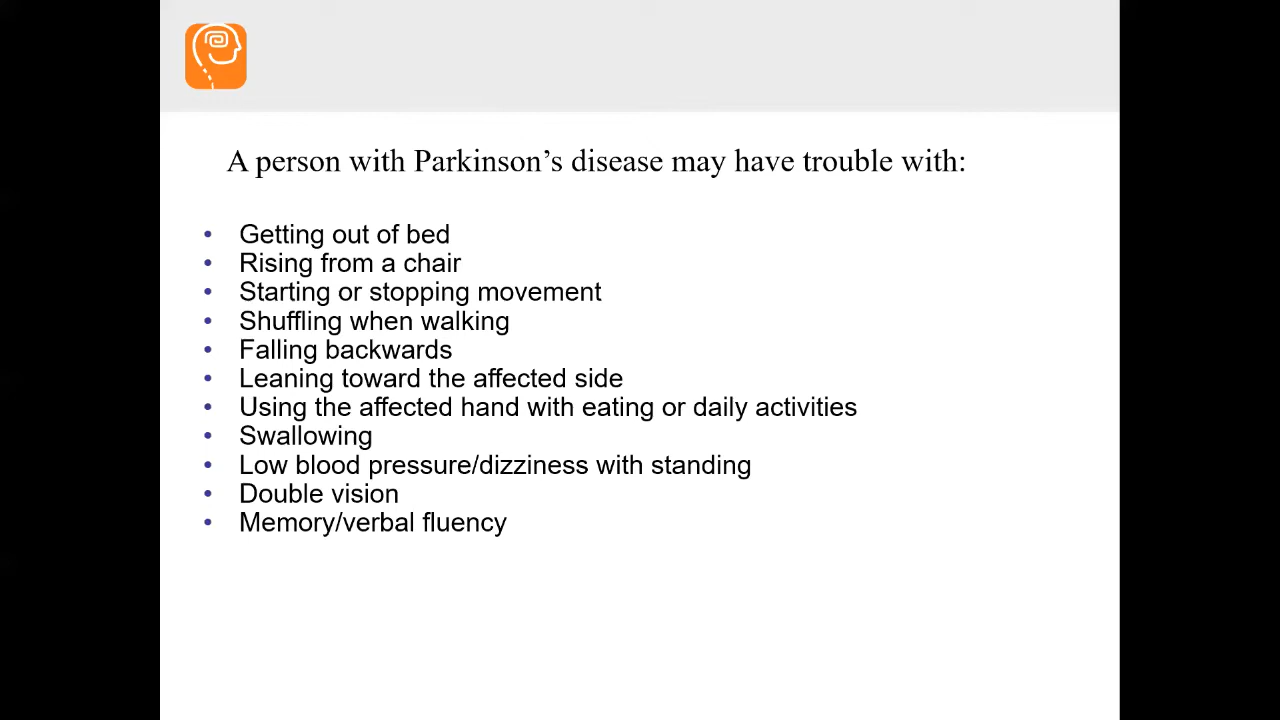 A person with Parkinson’s disease may have trouble with:
• Getting out of bed
• Rising from a chair
• Starting or stopping movement
• Shuffling when walking
• Falling backwards
• Leaning toward the affected side
• Using the affected hand with eating or daily activities
• Swallowing
• Low blood pressure/dizziness with standing
• Double vision
• Memory/verbal fluency